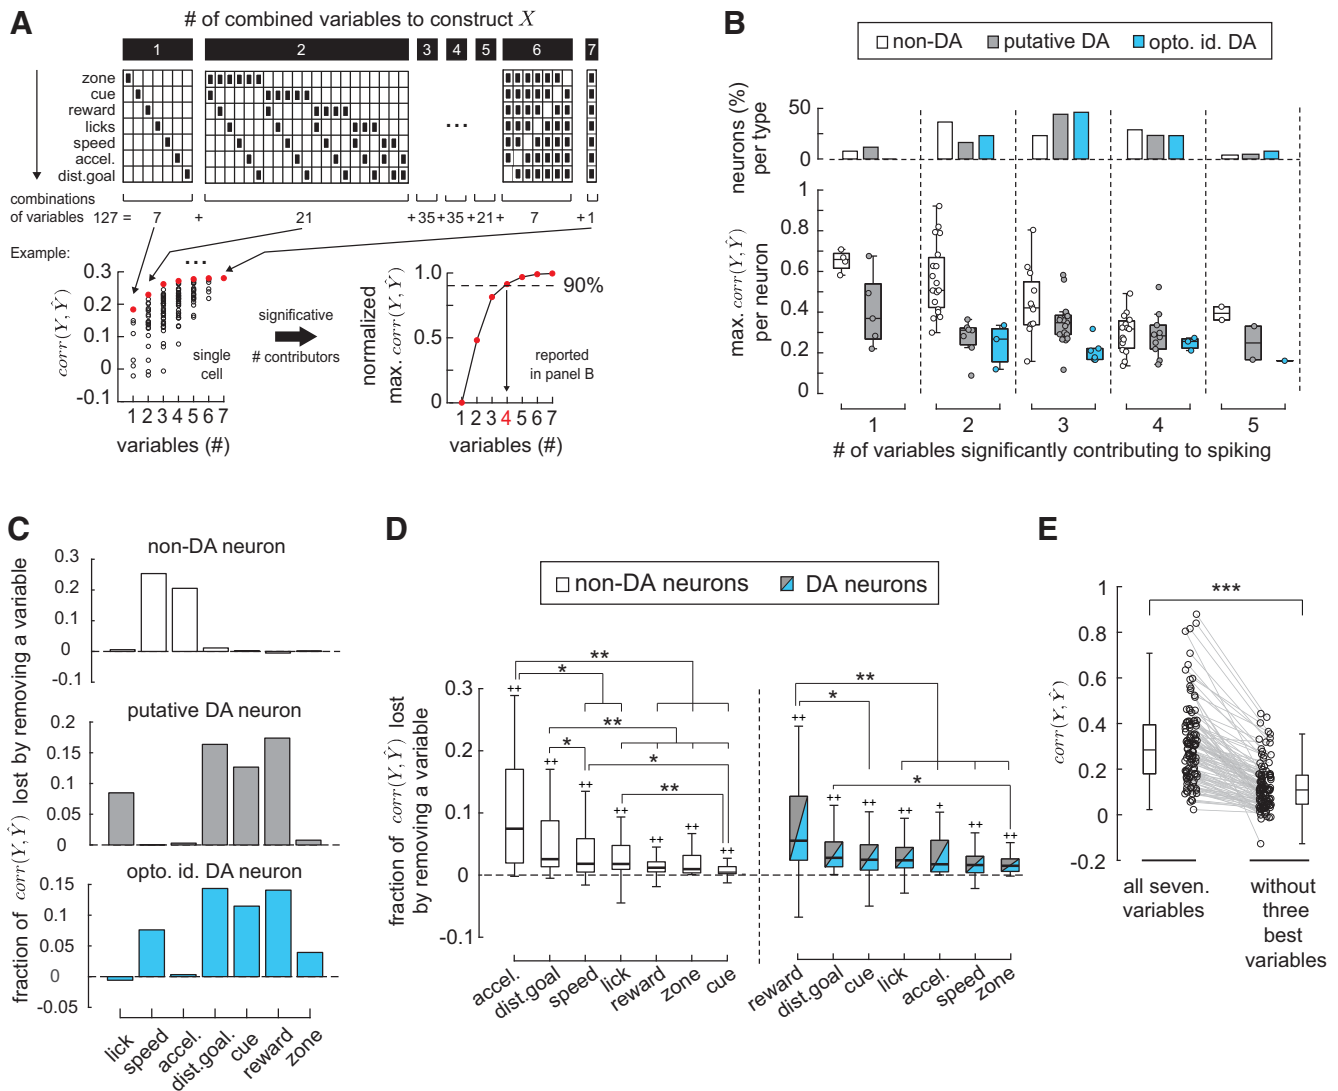 A
# of combined variables to construct X
1 2 3 4 5 6 7
zone
cue
reward
licks
speed
accel.
dist.goal
...
combinations
of variables 127 = 7 + 21 +35 +35 +21 + 7 +1
Example:
...
0.3
0.2
0.1
0
-0.1
corr(Y, Ŷ)
single
cell
1 2 3 4 5 6 7
variables (#)
significative
# contributors
normalized
max. corr(Y, Ŷ)
1.0
0.5
0
90%
reported
in panel B
1 2 3 4 5 6 7
variables (#)
B
non-DA putative DA opto. id. DA
neurons (%)
per type
50
0
max. corr(Y, Ŷ)
per neuron
1
0.8
0.6
0.4
0.2
0
1 2 3 4 5
# of variables significantly contributing to spiking
C
fraction of corr(Y, Ŷ) lost by removing a variable
non-DA neuron
0.3
0.2
0.1
0
-0.1
putative DA neuron
0.2
0.15
0.1
0.05
0
opto. id. DA neuron
0.15
0.1
0.05
0
-0.05
lick speed accel. dist.goal. cue reward zone
D
non-DA neurons DA neurons
fraction of corr(Y, Ŷ) lost
by removing a variable
0.3
0.2
0.1
0
-0.1
** * ** * * **
++ ++ ++ ++ ++ ++ ++
** * *
++ ++ ++ ++ + ++ ++
accel. dist.goal speed lick reward zone cue
reward dist.goal cue lick accel. speed zone
E
***
corr(Y, Ŷ)
1
0.8
0.6
0.4
0.2
0
-0.2
all seven.
variables
without
three
best
variables